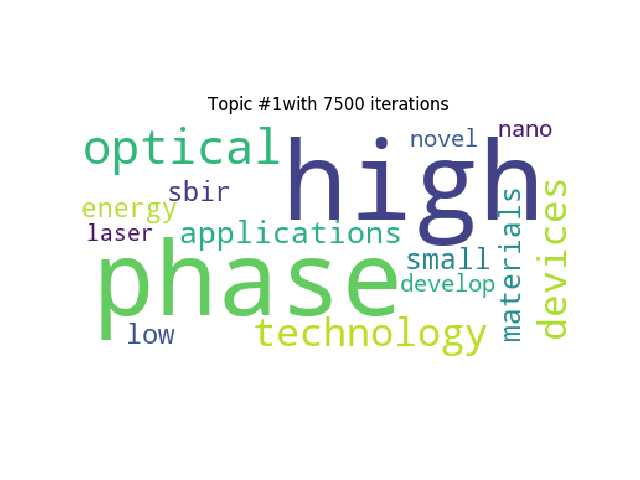 Topic #1with 7500 iterations
optical
high
novel
nano
sbir
energy
laser
applications
phase
small
develop
materials
devices
low
technology